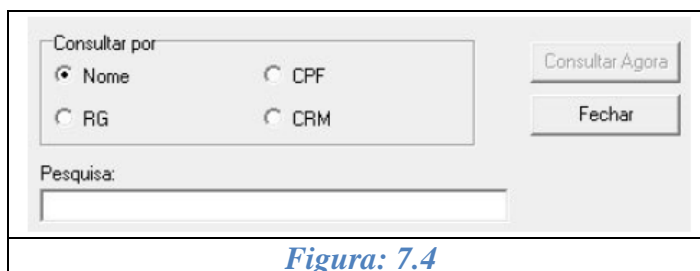 Consultar por
Nome CPF Consultar Agora
RG CRM Fechar
Pesquisa:
Figura: 7.4